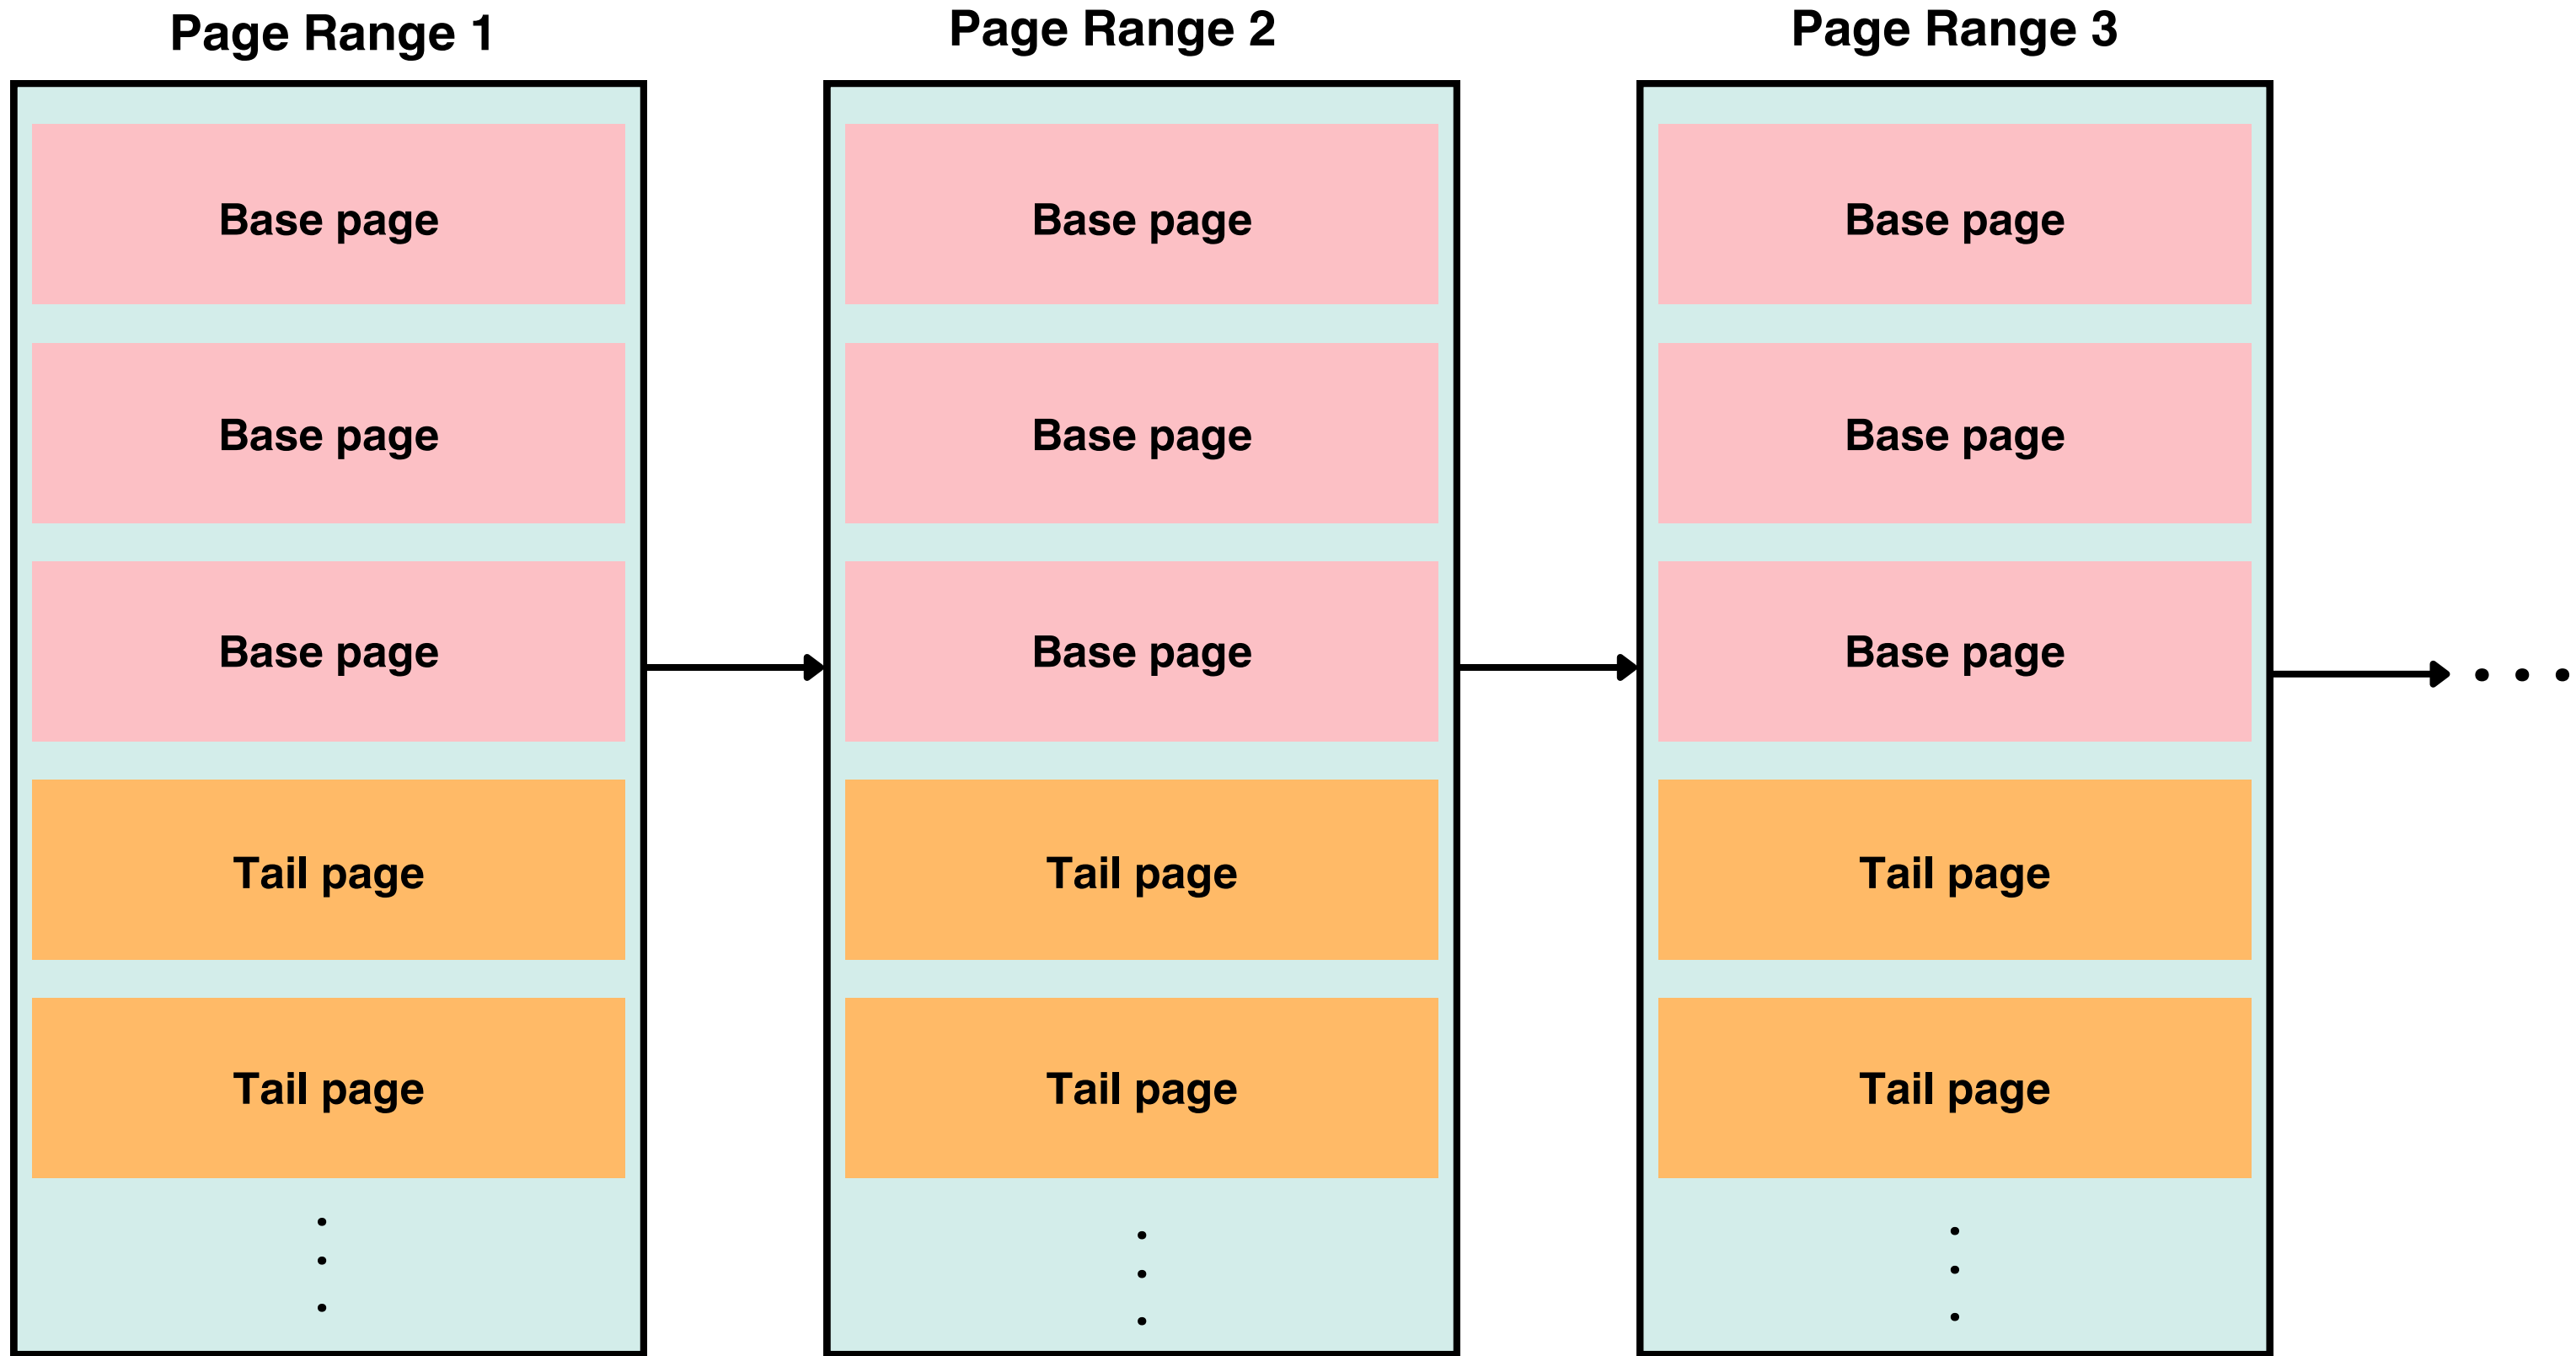 Page Range 1
Base page
Base page
Base page
Tail page
Tail page
.
.
.
Page Range 2
Base page
Base page
Base page
Tail page
Tail page
.
.
.
Page Range 3
Base page
Base page
Base page
Tail page
Tail page
.
.
.
. . .